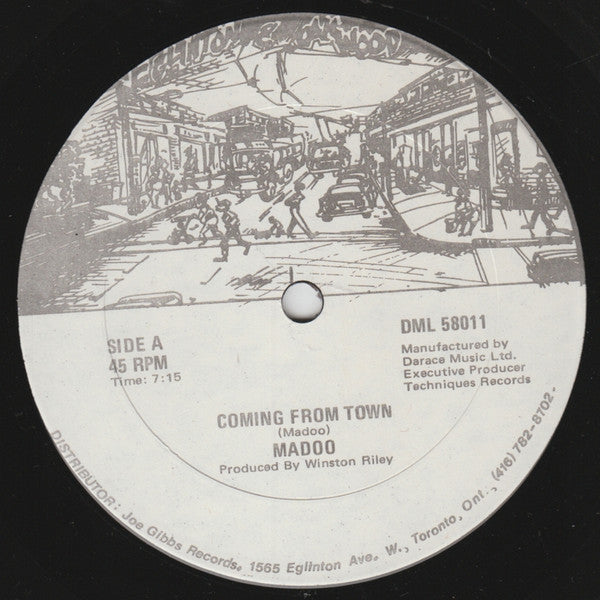 EGLINTON & OAKWOOD
SIDE A
45 RPM
Time: 7:15
DML 58011
Manufactured by
Darace Music Ltd.
Executive Producer
Techniques Records
COMING FROM TOWN
(Madoo)
MADOO
Produced By Winston Riley
DISTRIBUTOR: Joe Gibbs Records, 1565 Eglinton Ave. W., Toronto, Ont., (416) 782-8702.